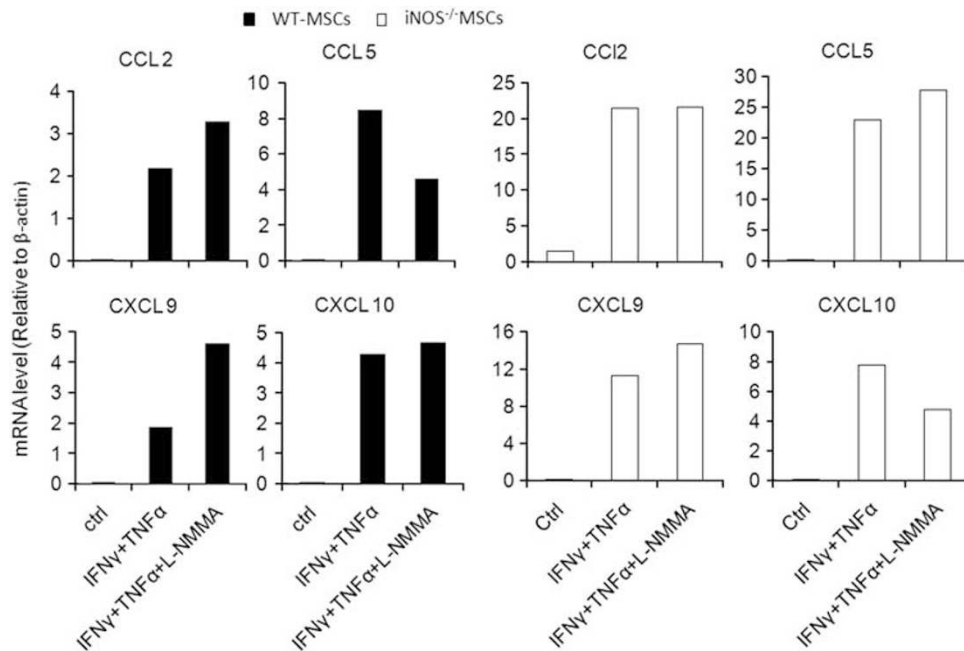 WT-MSCs iNOS-/-MSCs
CCL2 CCL5 CCl2 CCL5
4 10 25 30
3 8 20 25
2 6 15 20
1 4 10 15
0 2 5 10
0 0 5
0
mRNA level (Relative to β-actin)
CXCL9 CXCL10 CXCL9 CXCL10
5 5 16 10
4 4 12 8
3 3 8 6
2 2 4 4
1 1 0 2
0 0 0
ctrl IFNγ+TNFα IFNγ+TNFα+L-NMMA
ctrl IFNγ+TNFα IFNγ+TNFα+L-NMMA
Ctrl IFNγ+TNFα IFNγ+TNFα+L-NMMA
Ctrl IFNγ+TNFα IFNγ+TNFα+L-NMMA